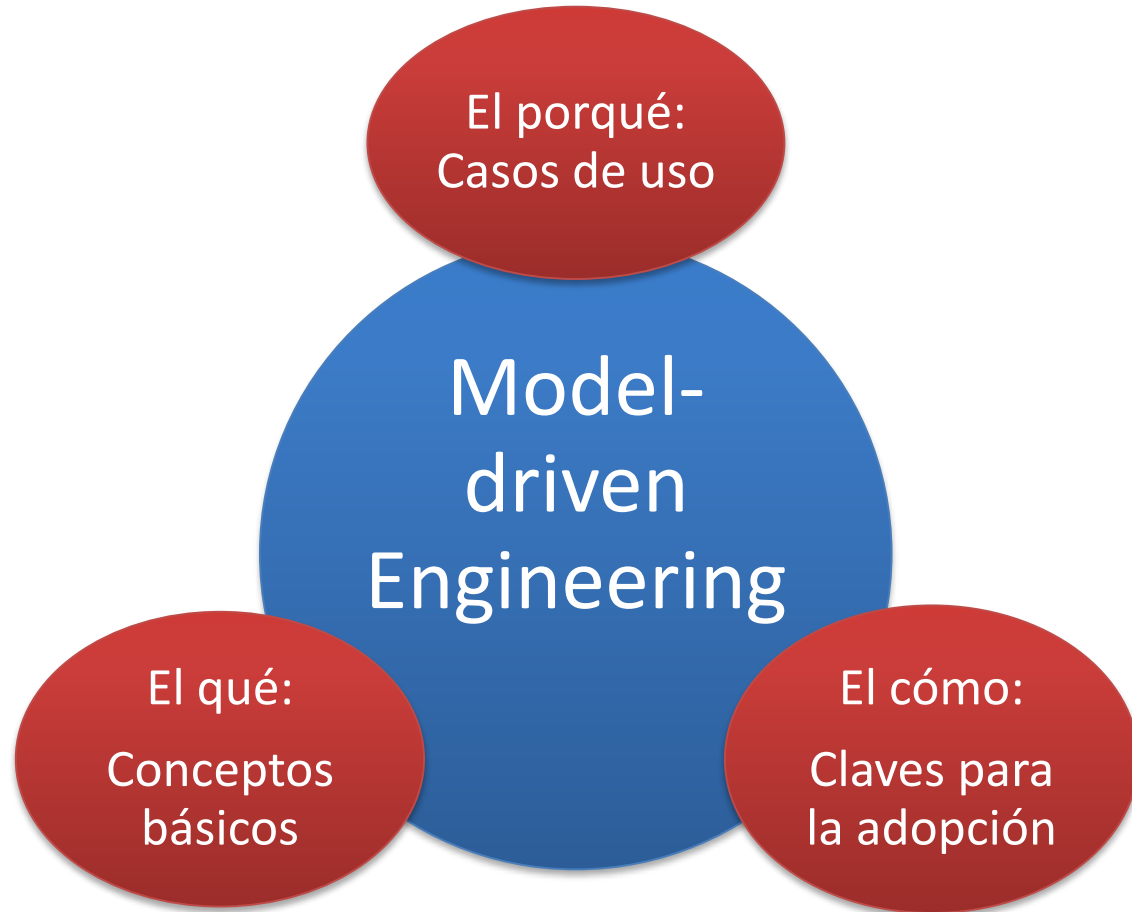 El porqué:
Casos de uso
Model-
driven
Engineering
El qué:
Conceptos
básicos
El cómo:
Claves para
la adopción